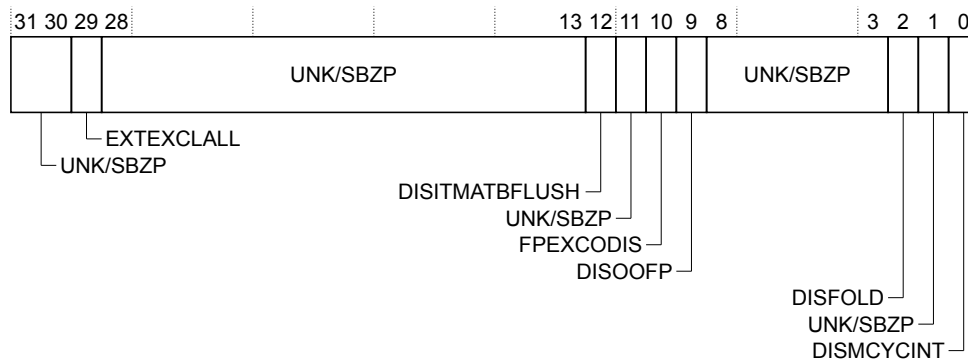 31 30 29 28 13 12 11 10 9 8 3 2 1 0
UNK/SBZP UNK/SBZP
EXTEXCLALL
UNK/SBZP
DISITMATBFLUSH
UNK/SBZP
FPEXCODIS
DISOOFP
DISFOLD
UNK/SBZP
DISMCYCINT